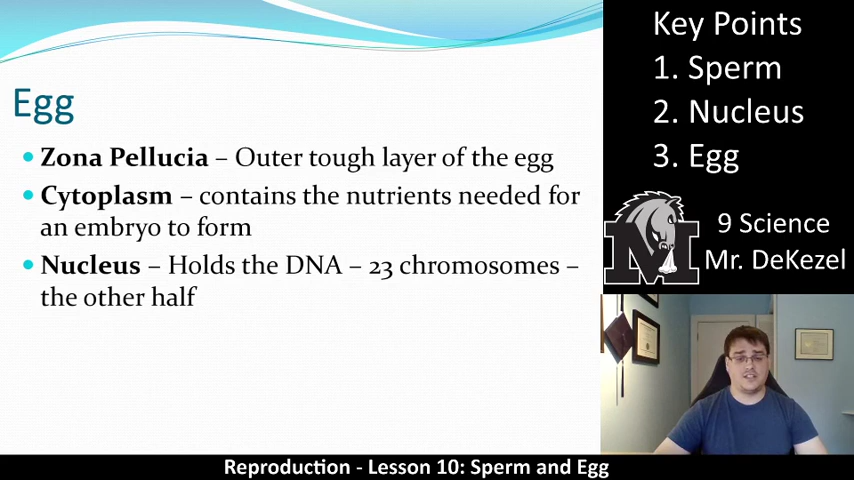 Egg
• Zona Pellucia – Outer tough layer of the egg
• Cytoplasm – contains the nutrients needed for
an embryo to form
• Nucleus – Holds the DNA – 23 chromosomes –
the other half
Key Points
1. Sperm
2. Nucleus
3. Egg
M
9 Science
Mr. DeKezel
Reproduction - Lesson 10: Sperm and Egg